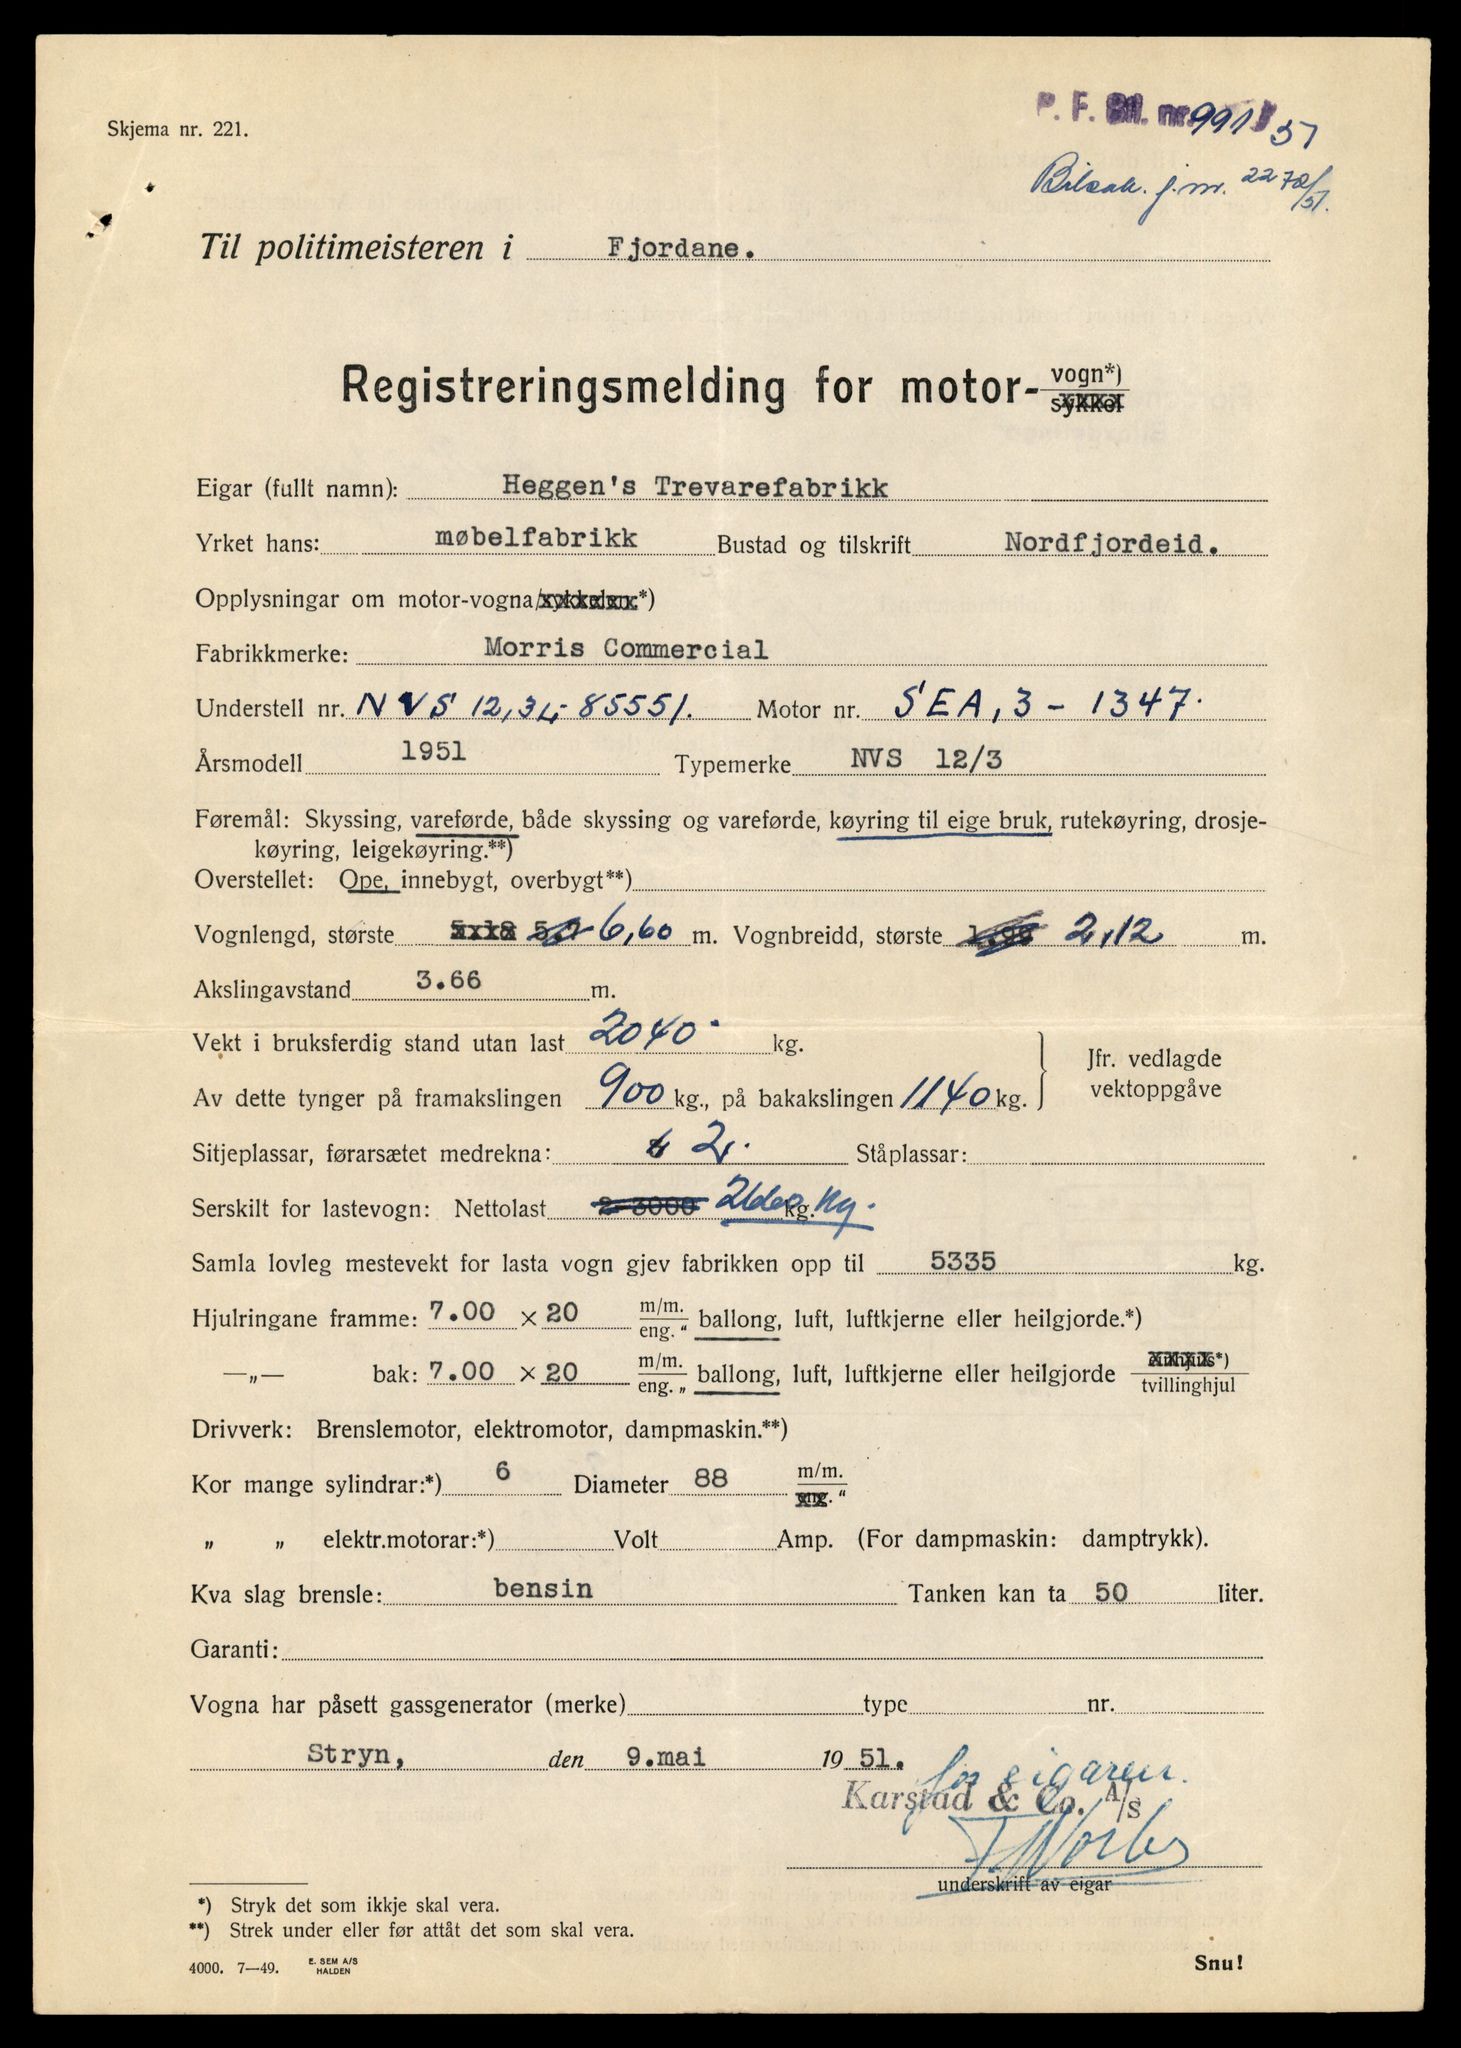 Skjema nr. 221.
P. F. Bil. nr. 991 51
Bilsak. j. nr. 2272/51.
Til politimeisteren i Fjordane.
Registreringsmelding for motor- vogn*)
sykkel
Eigar (fullt namn): Heggen's Trevarefabrikk
Yrket hans: møbelfabrikk Bustad og tilskrift Nordfjordeid.
Opplysningar om motor-vogna/sykkelen:*)
Fabrikkmerke: Morris Commercial
Understell nr. NVS 12,3L-85551. Motor nr. SEA, 3 - 1347.
Årsmodell 1951 Typemerke NVS 12/3
Føremål: Skyssing, vareførde, både skyssing og vareførde, køyring til eige bruk, rutekøyring, drosje-
køyring, leigekøyring.**)
Overstellet: Ope, innebygt, overbygt**)
Vognlengd, største 6,60 m. Vognbreidd, største 1.98 2,12 m.
Akslingavstand 3.66 m.
Vekt i bruksferdig stand utan last 2040 kg.
Av dette tynger på framakslingen 900 kg., på bakakslingen 1140 kg.
Jfr. vedlagde
vektoppgåve
Sitjeplassar, førarsætet medrekna: 2. Ståplassar:
Serskilt for lastevogn: Nettolast 2-3000 kg. kg.
Samla lovleg mestevekt for lasta vogn gjev fabrikken opp til 5335 kg.
Hjulringane framme: 7.00 × 20 m/m.
eng. " ballong, luft, luftkjerne eller heilgjorde.*)
—„— bak: 7.00 × 20 m/m.
eng. „ ballong, luft, luftkjerne eller heilgjorde einhjuls*)
tvillinghjul
Drivverk: Brenslemotor, elektromotor, dampmaskin.**)
Kor mange sylindrar:*) 6 Diameter 88 m/m.
eng. "
„ „ elektr.motorar:*) Volt Amp. (For dampmaskin: damptrykk).
Kva slag brensle: bensin Tanken kan ta 50 liter.
Garanti:
Vogna har påsett gassgenerator (merke) type nr.
Stryn, den 9.mai 1951.
for eigaren.
Karstad & Co. A/S
underskrift av eigar
*) Stryk det som ikkje skal vera.
**) Strek under eller før attåt det som skal vera.
4000. 7—49. E. SEM A/S
HALDEN
Snu!